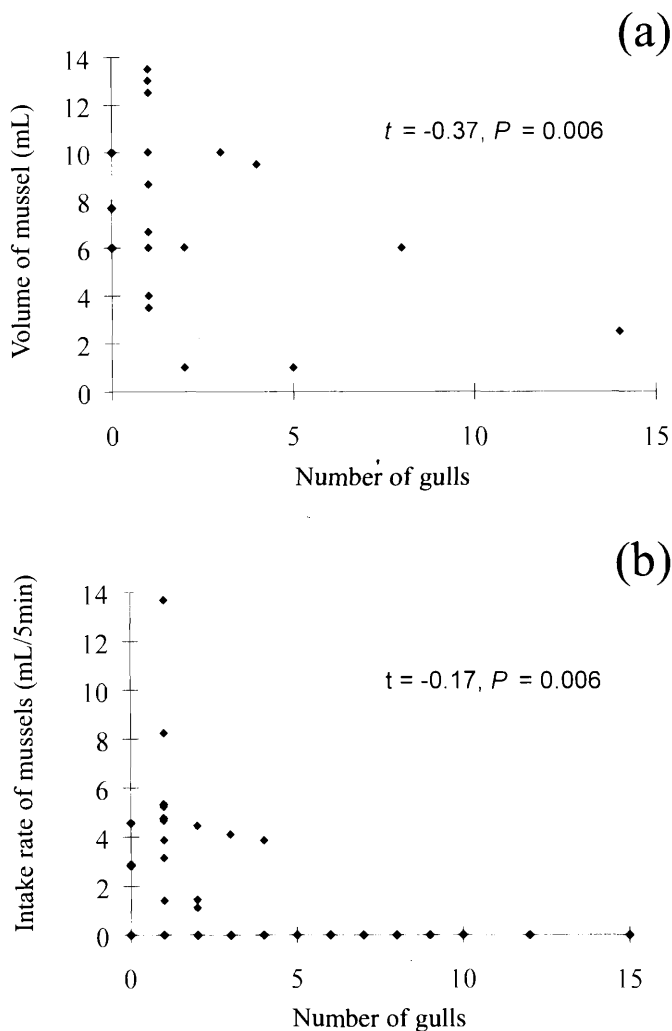 (a)
Volume of mussel (mL)
14
12
10
8
6
4
2
0
t = -0.37, P = 0.006
0 5 10 15
Number of gulls
(b)
Intake rate of mussels (mL/5min)
14
12
10
8
6
4
2
0
t = -0.17, P = 0.006
0 5 10 15
Number of gulls